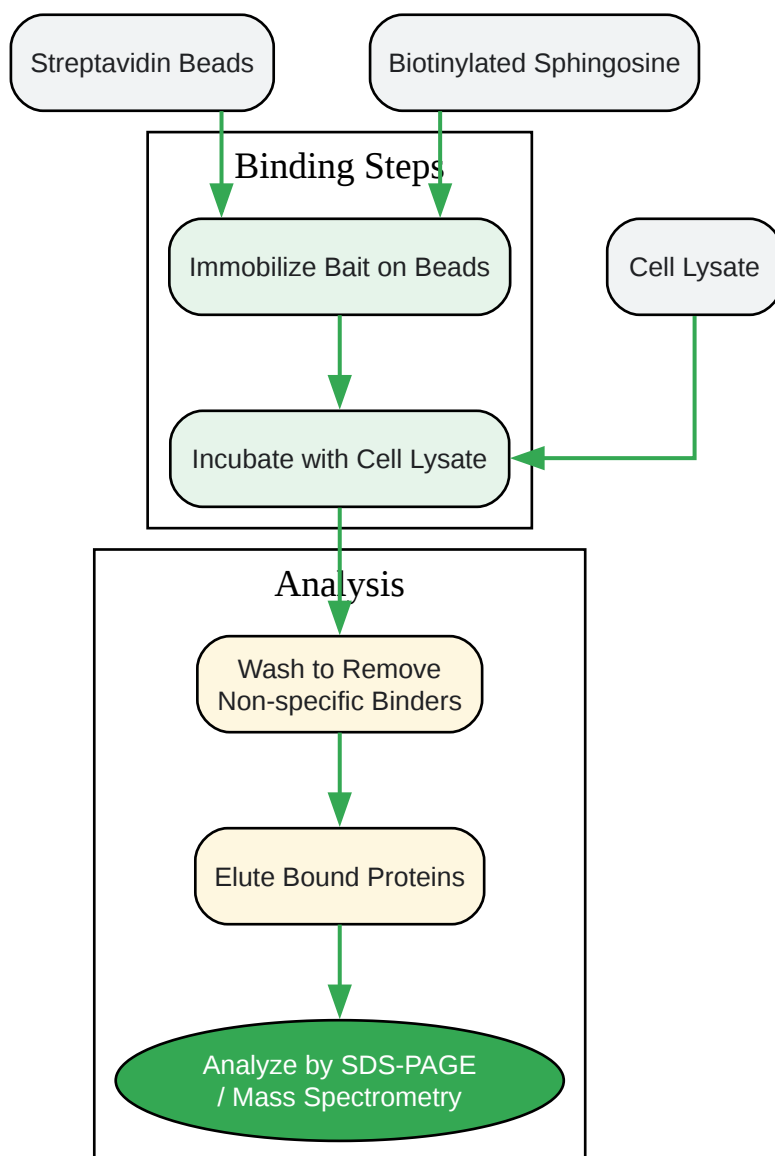 Streptavidin Beads
Biotinylated Sphingosine
Binding Steps
Immobilize Bait on Beads
Cell Lysate
Incubate with Cell Lysate
Analysis
Wash to Remove
Non-specific Binders
Elute Bound Proteins
Analyze by SDS-PAGE
/ Mass Spectrometry